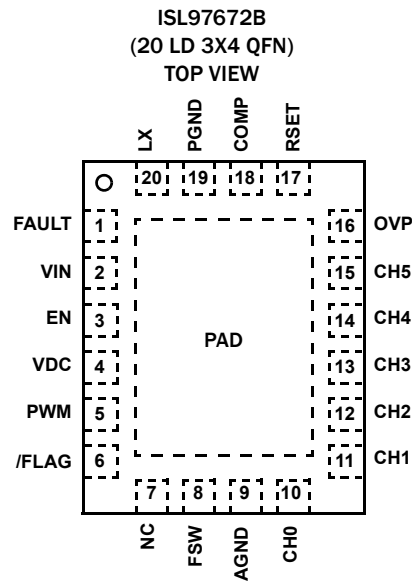 ISL97672B
(20 LD 3X4 QFN)
TOP VIEW
LX PGND COMP RSET
20 19 18 17
FAULT 1 16 OVP
VIN 2 15 CH5
EN 3 14 CH4
PAD
VDC 4 13 CH3
PWM 5 12 CH2
/FLAG 6 11 CH1
7 8 9 10
NC FSW AGND CH0